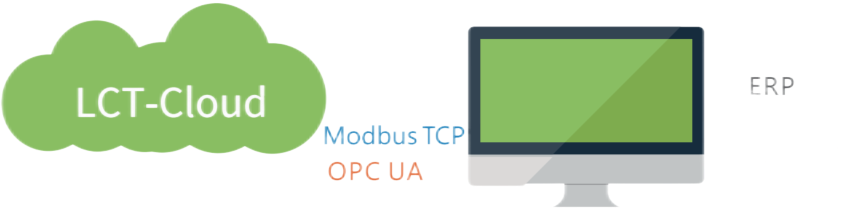 LCT-Cloud
Modbus TCP
OPC UA
ERP